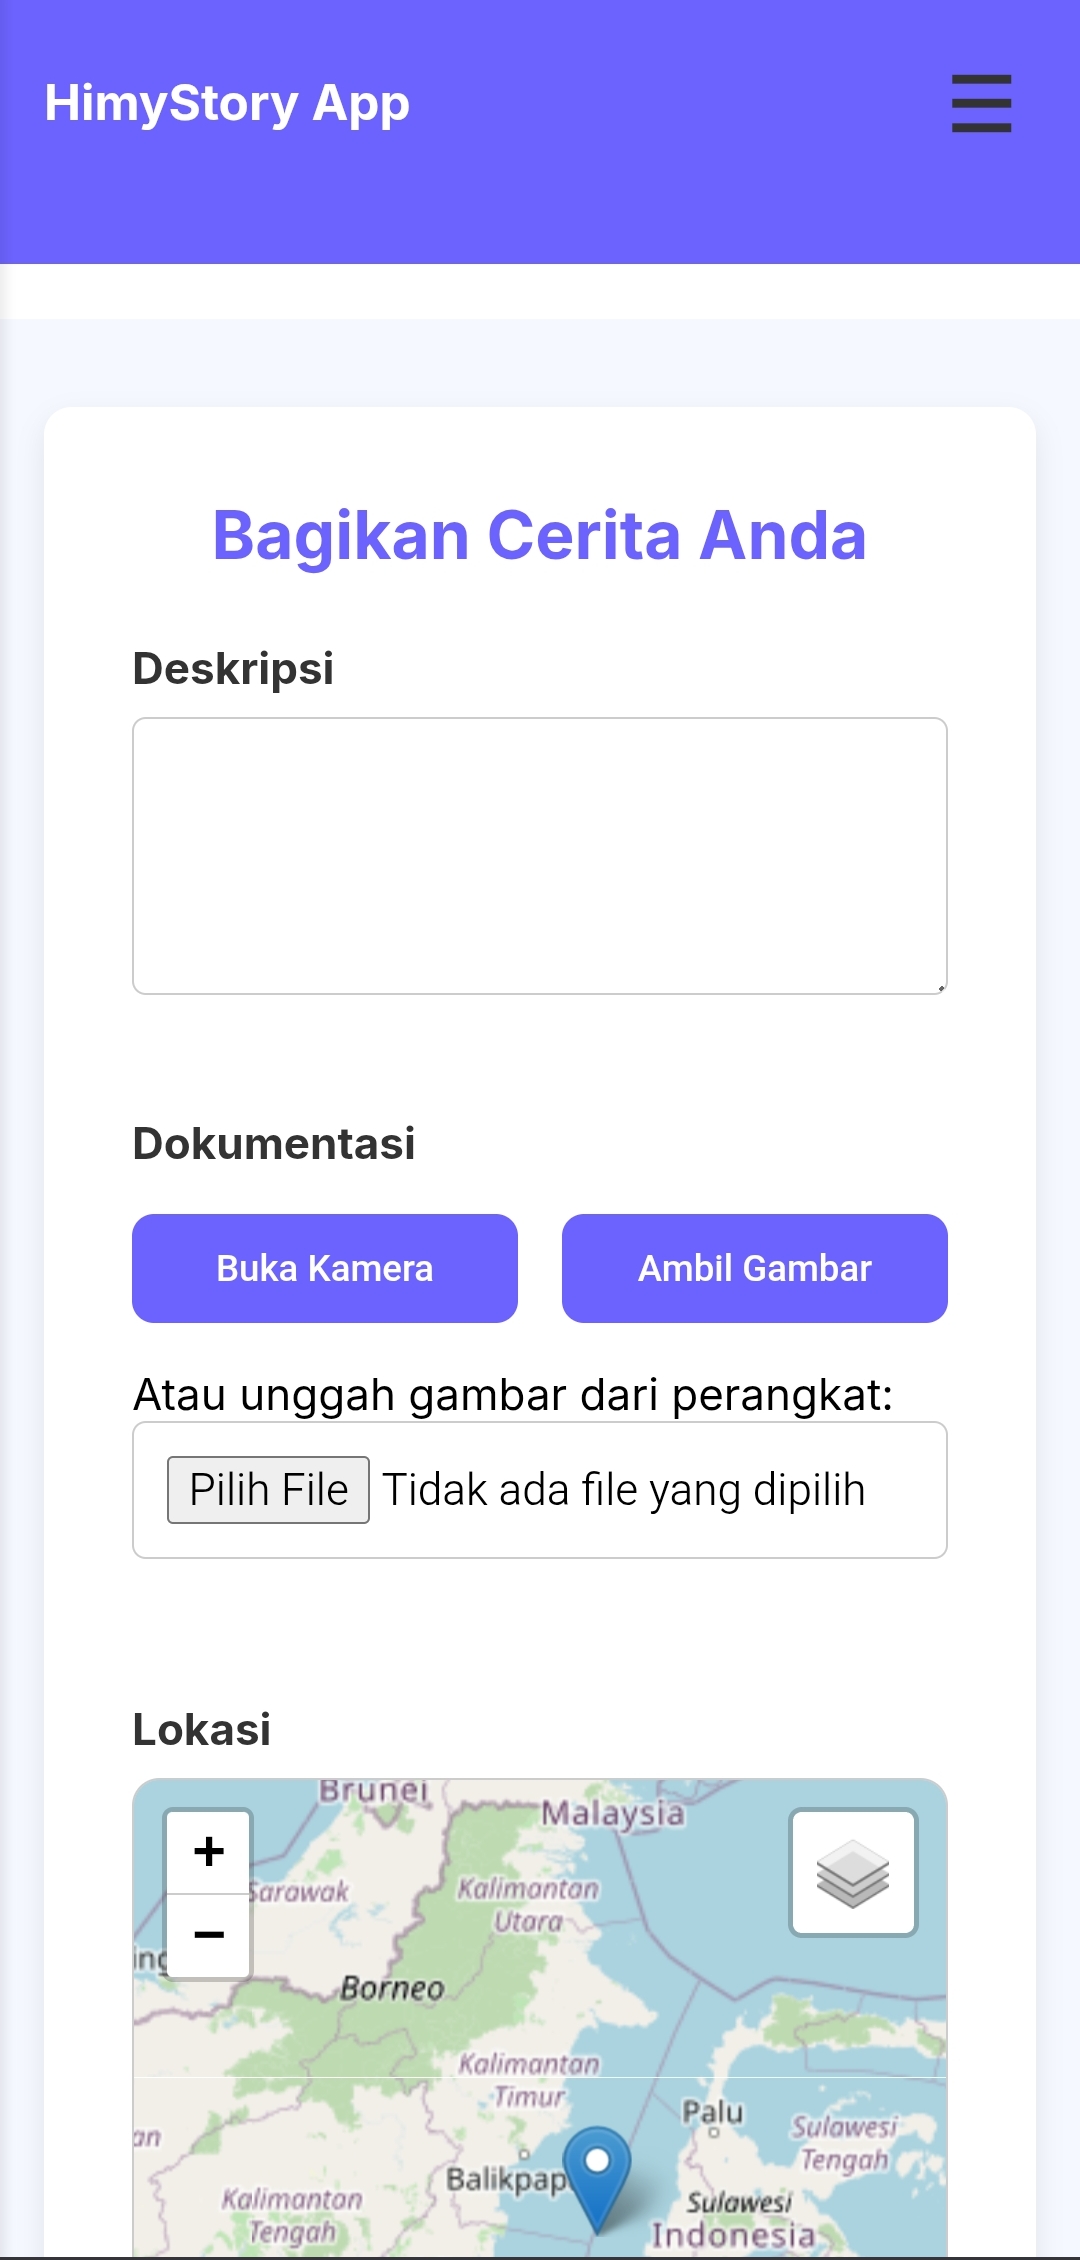 HimyStory App
Bagikan Cerita Anda
Deskripsi
Dokumentasi
Buka Kamera
Ambil Gambar
Atau unggah gambar dari perangkat:
Pilih File
Tidak ada file yang dipilih
Lokasi
Brunei
Malaysia
+
Sarawak
Kalimantan
Utara
−
Borneo
Kalimantan
Timur
Palu
Sulawesi
Tengah
Balikpap
Kalimantan
Tengah
Sulawesi
Indonesia